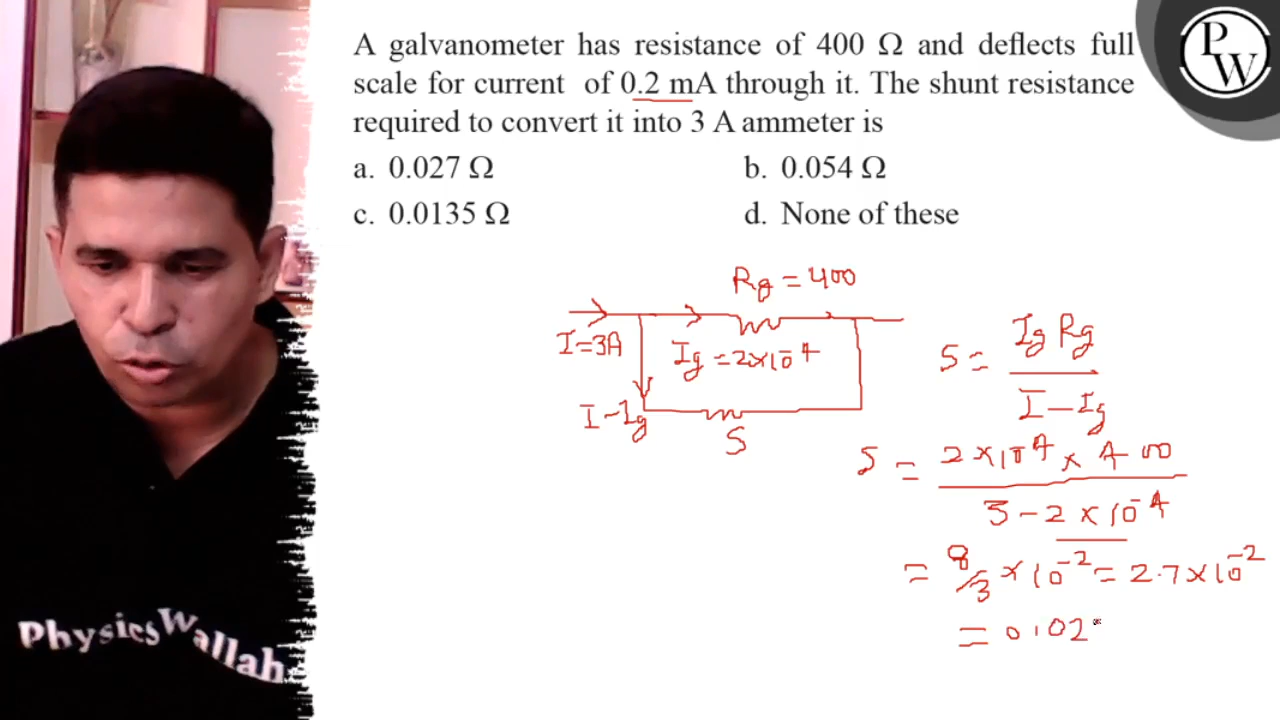 A galvanometer has resistance of 400 Ω and deflects full
scale for current of 0.2 mA through it. The shunt resistance
required to convert it into 3 A ammeter is
a. 0.027 Ω b. 0.054 Ω
c. 0.0135 Ω d. None of these
PW
Rg = 400
I=3A
Ig = 2×10⁻⁴
I-Ig
S
S = Ig Rg / I - Ig
S = 2×10⁻⁴ × 400 / 3 - 2 × 10⁻⁴
= 8/3 × 10⁻² = 2.7×10⁻²
= 0.02
PhysicsWallah